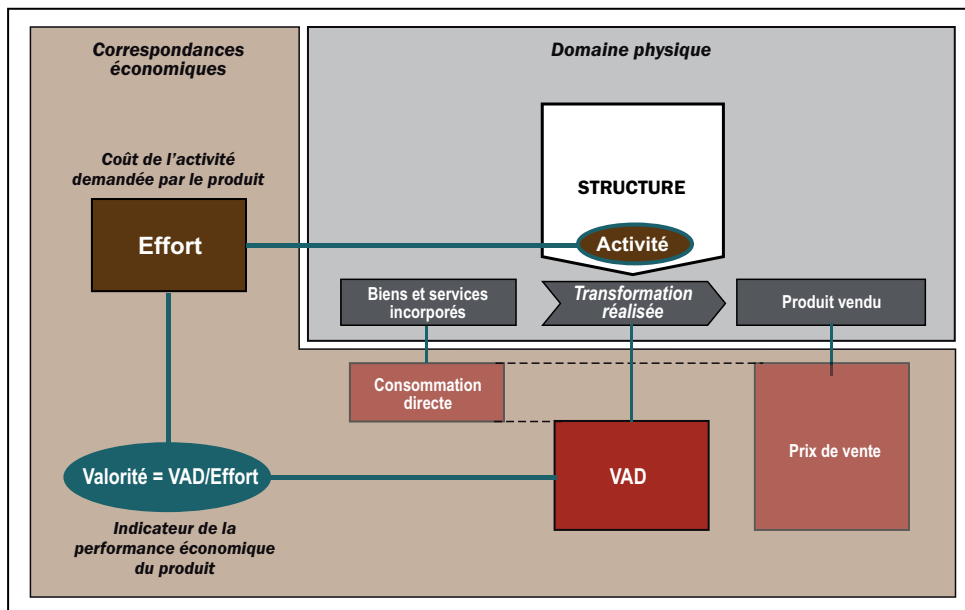 Correspondances
économiques
Domaine physique
Coût de l’activité
demandée par le produit
STRUCTURE
Effort
Activité
Biens et services
incorporés
Transformation
réalisée
Produit vendu
Consommation
directe
Valorité = VAD/Effort
VAD
Prix de vente
Indicateur de la
performance économique
du produit